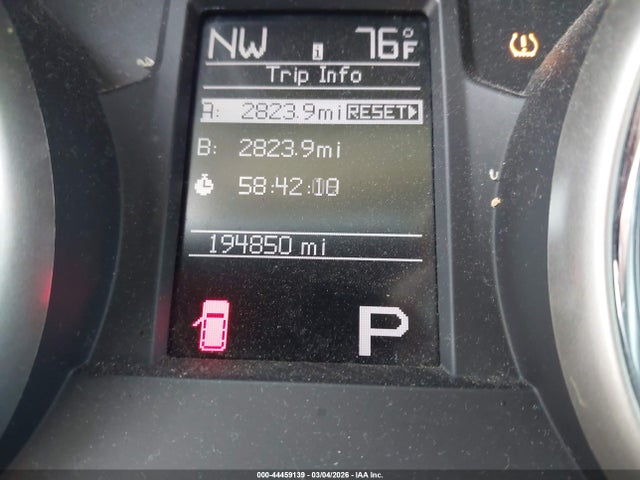 NW 76°F
Trip Info
A: 2823.9mi RESET
B: 2823.9mi
58:42:18
194850 mi
P
000-44459139 - 03/04/2026 - IAA Inc.